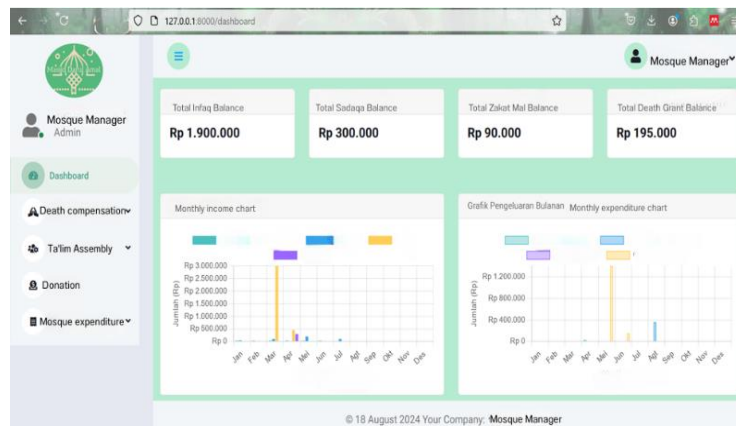 127.0.0.1:8000/dashboard
Mosque Manager
Mosque Manager
Admin
Dashboard
Death compensation
Ta'lim Assembly
Donation
Mosque expenditure
Total Infaq Balance
Rp 1.900.000
Total Sadaqa Balance
Rp 300.000
Total Zakat Mal Balance
Rp 90.000
Total Death Grant Balance
Rp 195.000
Monthly income chart
Jumlah (Rp)
Rp 3.000.000
Rp 2.500.000
Rp 2.000.000
Rp 1.500.000
Rp 1.000.000
Rp 500.000
Rp 0
Jan Feb Mar Apr Mei Jun Jul Agt Sep Okt Nov Des
Grafik Pengeluaran Bulanan Monthly expenditure chart
Jumlah (Rp)
Rp 1.200.000
Rp 800.000
Rp 400.000
Rp 0
Jan Feb Mar Apr Mei Jun Jul Agt Sep Okt Nov Des
© 18 August 2024 Your Company: Mosque Manager